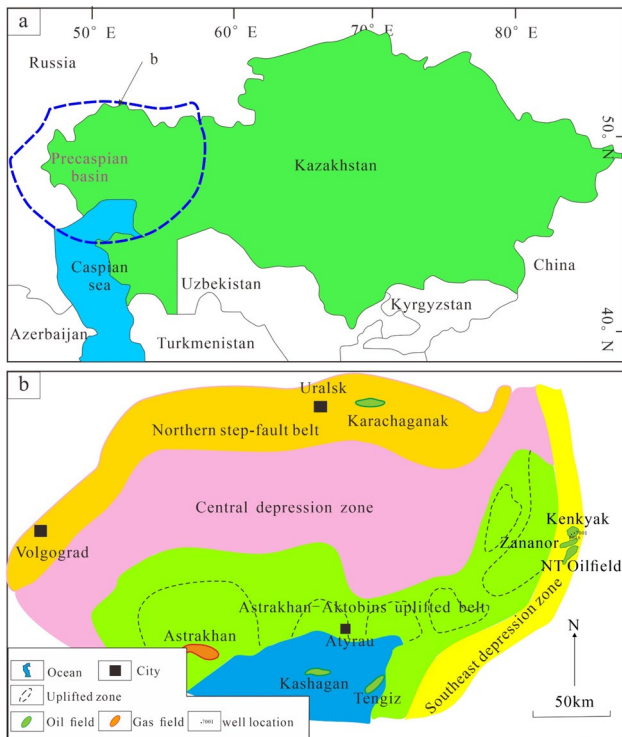 a
50° E
60° E
70° E
80° E
Russia
b
50° N
Precaspian
basin
Kazakhstan
Caspian
sea
Uzbekistan
China
Kyrgyzstan
Azerbaijan
Turkmenistan
40° N
b
Uralsk
Karachaganak
Northern step-fault belt
Central depression zone
Volgograd
Kenkyak
Zananor
NT Oilfield
Astrakhan-Aktobins uplifted belt
Astrakhan
Atyrau
Southeast depression zone
N
Kashagan
Tengiz
50km
Ocean
City
Uplifted zone
Oil field
Gas field
well location